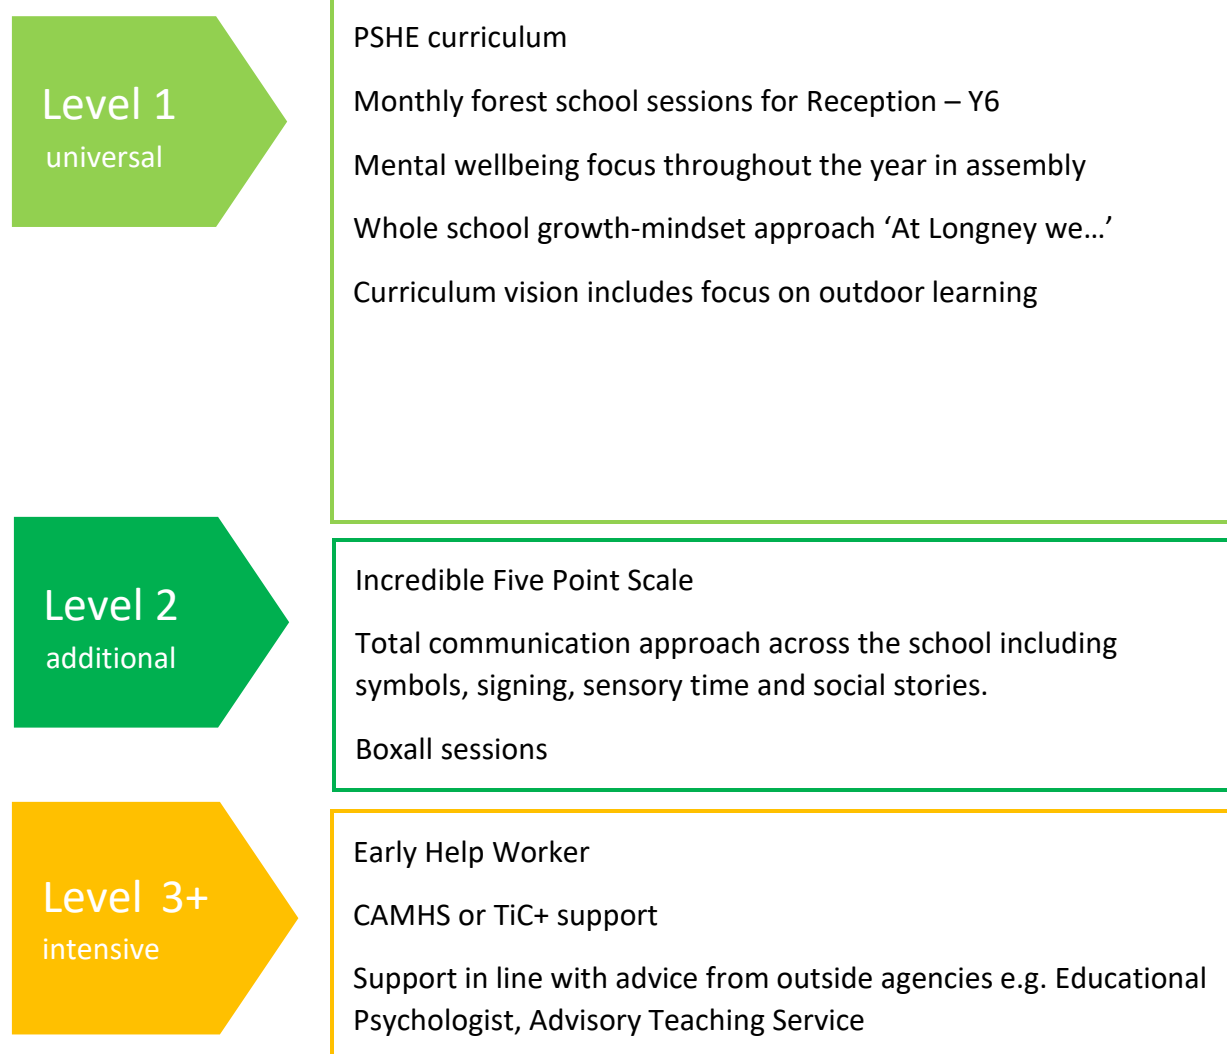 Level 1
universal
PSHE curriculum
Monthly forest school sessions for Reception – Y6
Mental wellbeing focus throughout the year in assembly
Whole school growth-mindset approach ‘At Longney we…’
Curriculum vision includes focus on outdoor learning
Level 2
additional
Incredible Five Point Scale
Total communication approach across the school including
symbols, signing, sensory time and social stories.
Boxall sessions
Level 3+
intensive
Early Help Worker
CAMHS or TiC+ support
Support in line with advice from outside agencies e.g. Educational
Psychologist, Advisory Teaching Service